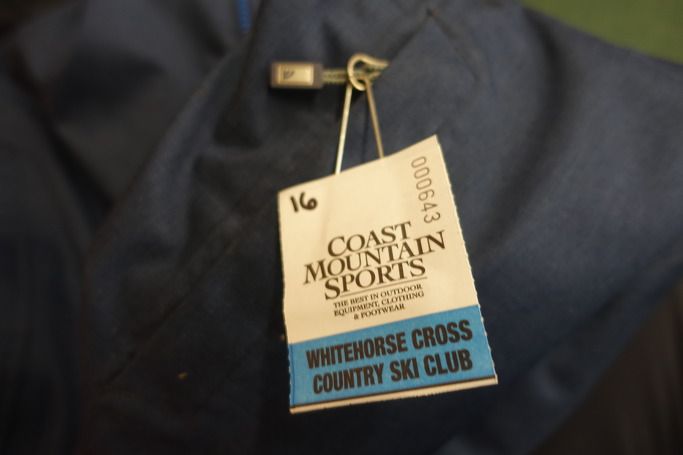 16
000643
COAST
MOUNTAIN
SPORTS
THE BEST IN OUTDOOR
EQUIPMENT, CLOTHING
& FOOTWEAR
WHITEHORSE CROSS
COUNTRY SKI CLUB